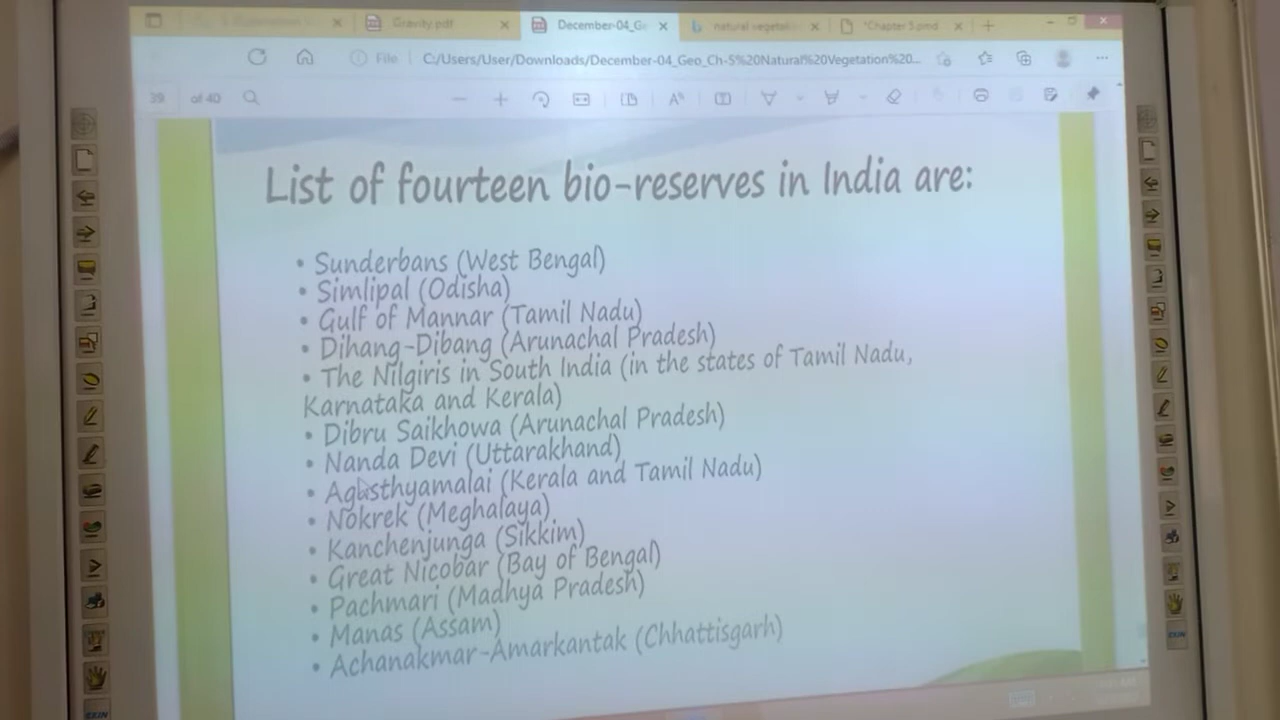 Gravity.pdf
December-04_Ge
natural vegetati
*Chapter 5.pmd
File
C:/Users/User/Downloads/December-04_Geo_Ch-5%20Natural%20Vegetation%20...
39 of 40
List of fourteen bio-reserves in India are:
• Sunderbans (West Bengal)
• Simlipal (Odisha)
• Gulf of Mannar (Tamil Nadu)
• Dihang-Dibang (Arunachal Pradesh)
• The Nilgiris in South India (in the states of Tamil Nadu,
Karnataka and Kerala)
• Dibru Saikhowa (Arunachal Pradesh)
• Nanda Devi (Uttarakhand)
• Agasthyamalai (Kerala and Tamil Nadu)
• Nokrek (Meghalaya)
• Kanchenjunga (Sikkim)
• Great Nicobar (Bay of Bengal)
• Pachmari (Madhya Pradesh)
• Manas (Assam)
• Achanakmar-Amarkantak (Chhattisgarh)